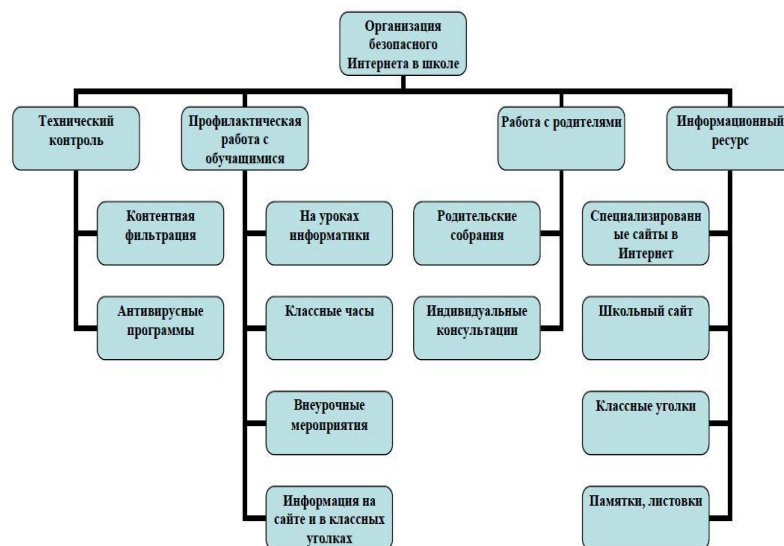 Организация
безопасного
Интернета в школе
Технический
контроль
Профилактическая
работа с
обучащимися
Работа с родителями
Информационный
ресурс
Контентная
фильтрация
Антивирусные
программы
На уроках
информатики
Классные часы
Внеурочные
мероприятия
Информация на
сайте и в классных
уголках
Родительские
собрания
Индивидуальные
консультации
Специализированн
ые сайты в
Интернет
Школьный сайт
Классные уголки
Памятки, листовки